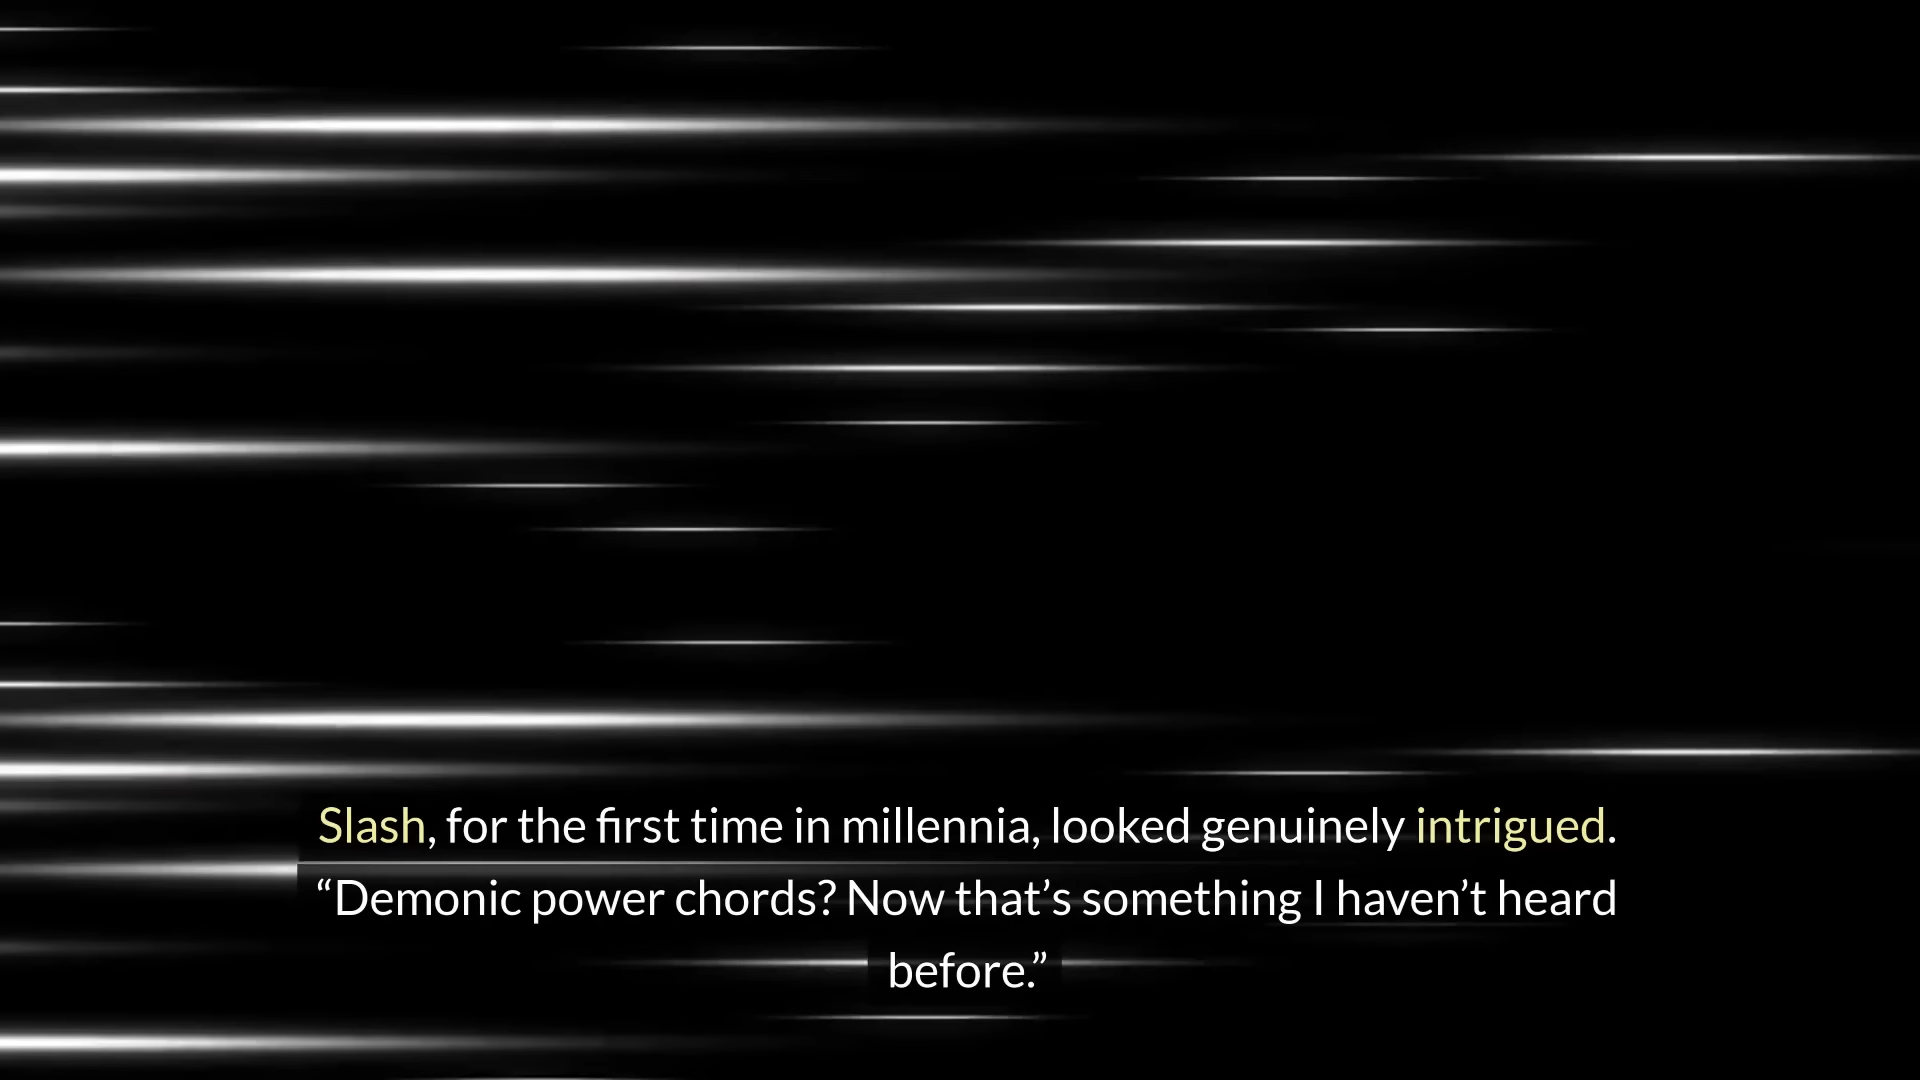 Slash, for the first time in millennia, looked genuinely intrigued.
“Demonic power chords? Now that’s something I haven’t heard
before.”